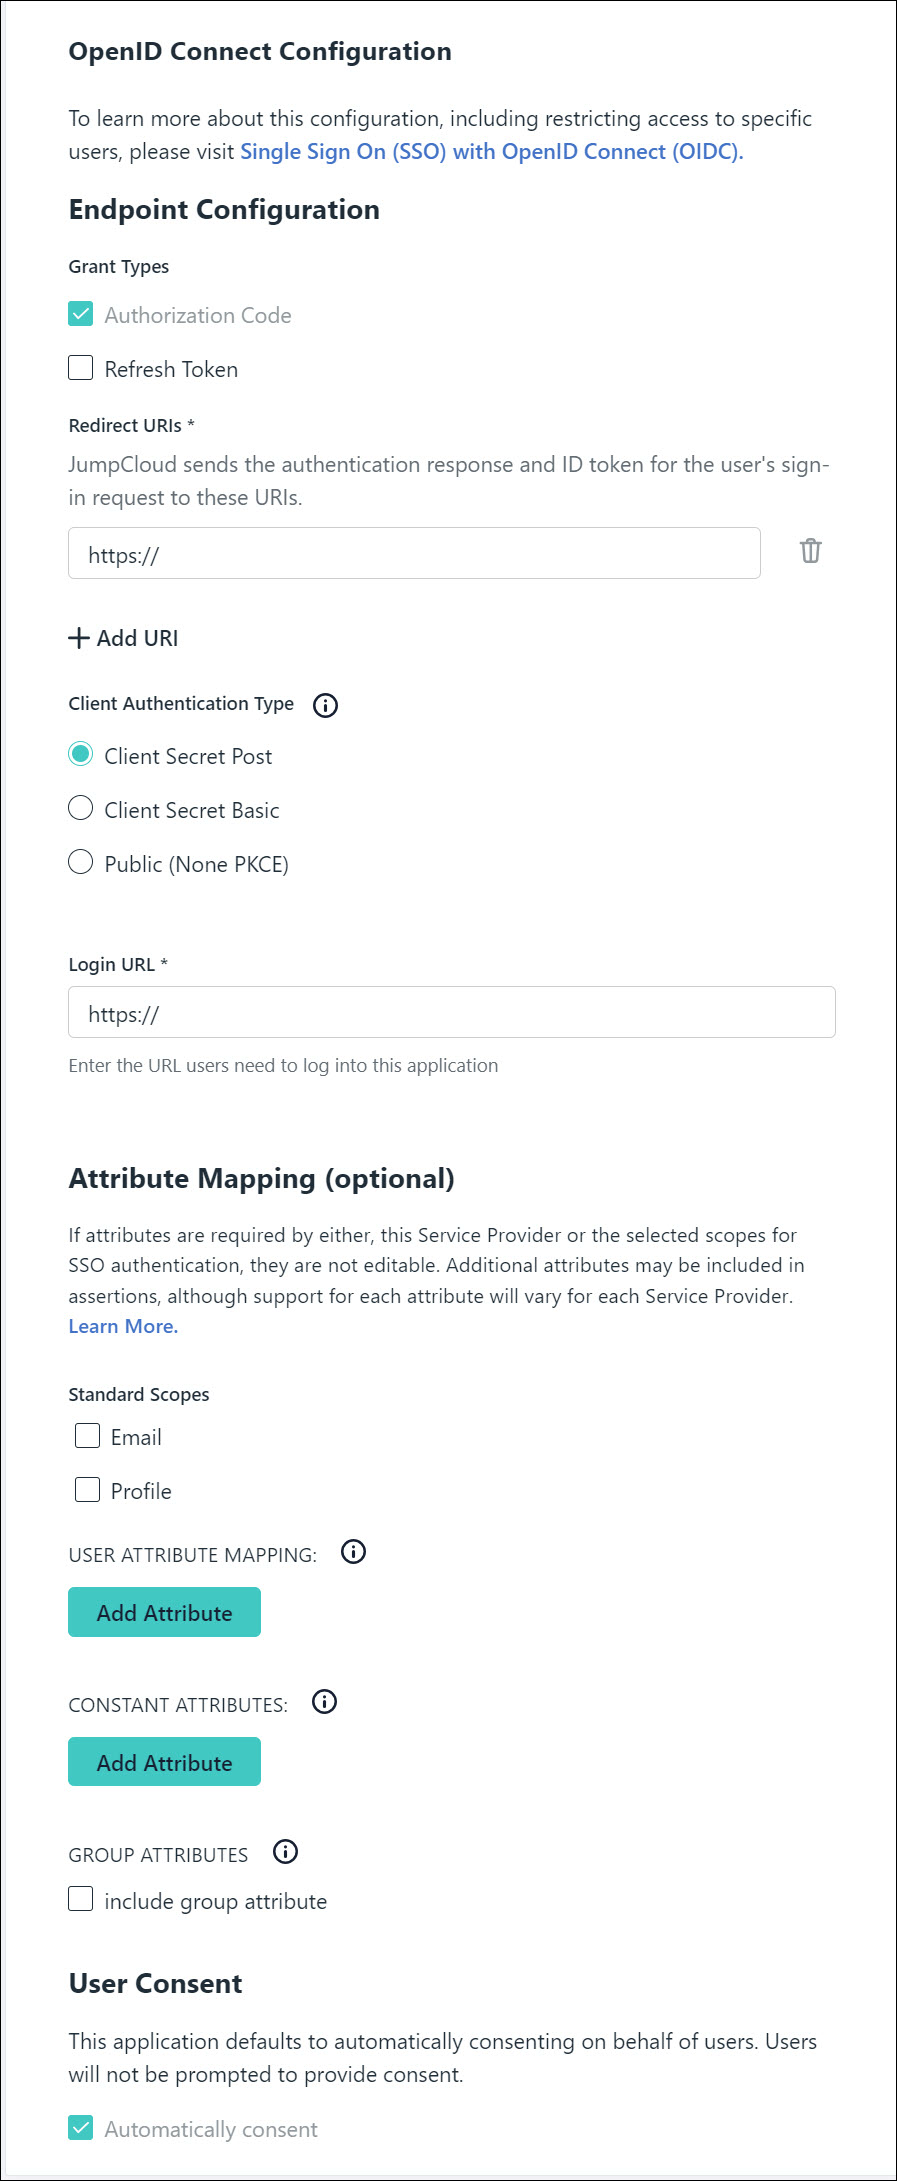 OpenID Connect Configuration
To learn more about this configuration, including restricting access to specific
users, please visit Single Sign On (SSO) with OpenID Connect (OIDC).
Endpoint Configuration
Grant Types
Authorization Code
Refresh Token
Redirect URIs *
JumpCloud sends the authentication response and ID token for the user's sign-
in request to these URIs.
https://
Add URI
Client Authentication Type
Client Secret Post
Client Secret Basic
Public (None PKCE)
Login URL *
https://
Enter the URL users need to log into this application
Attribute Mapping (optional)
If attributes are required by either, this Service Provider or the selected scopes for
SSO authentication, they are not editable. Additional attributes may be included in
assertions, although support for each attribute will vary for each Service Provider.
Learn More.
Standard Scopes
Email
Profile
USER ATTRIBUTE MAPPING:
Add Attribute
CONSTANT ATTRIBUTES:
Add Attribute
GROUP ATTRIBUTES
include group attribute
User Consent
This application defaults to automatically consenting on behalf of users. Users
will not be prompted to provide consent.
Automatically consent